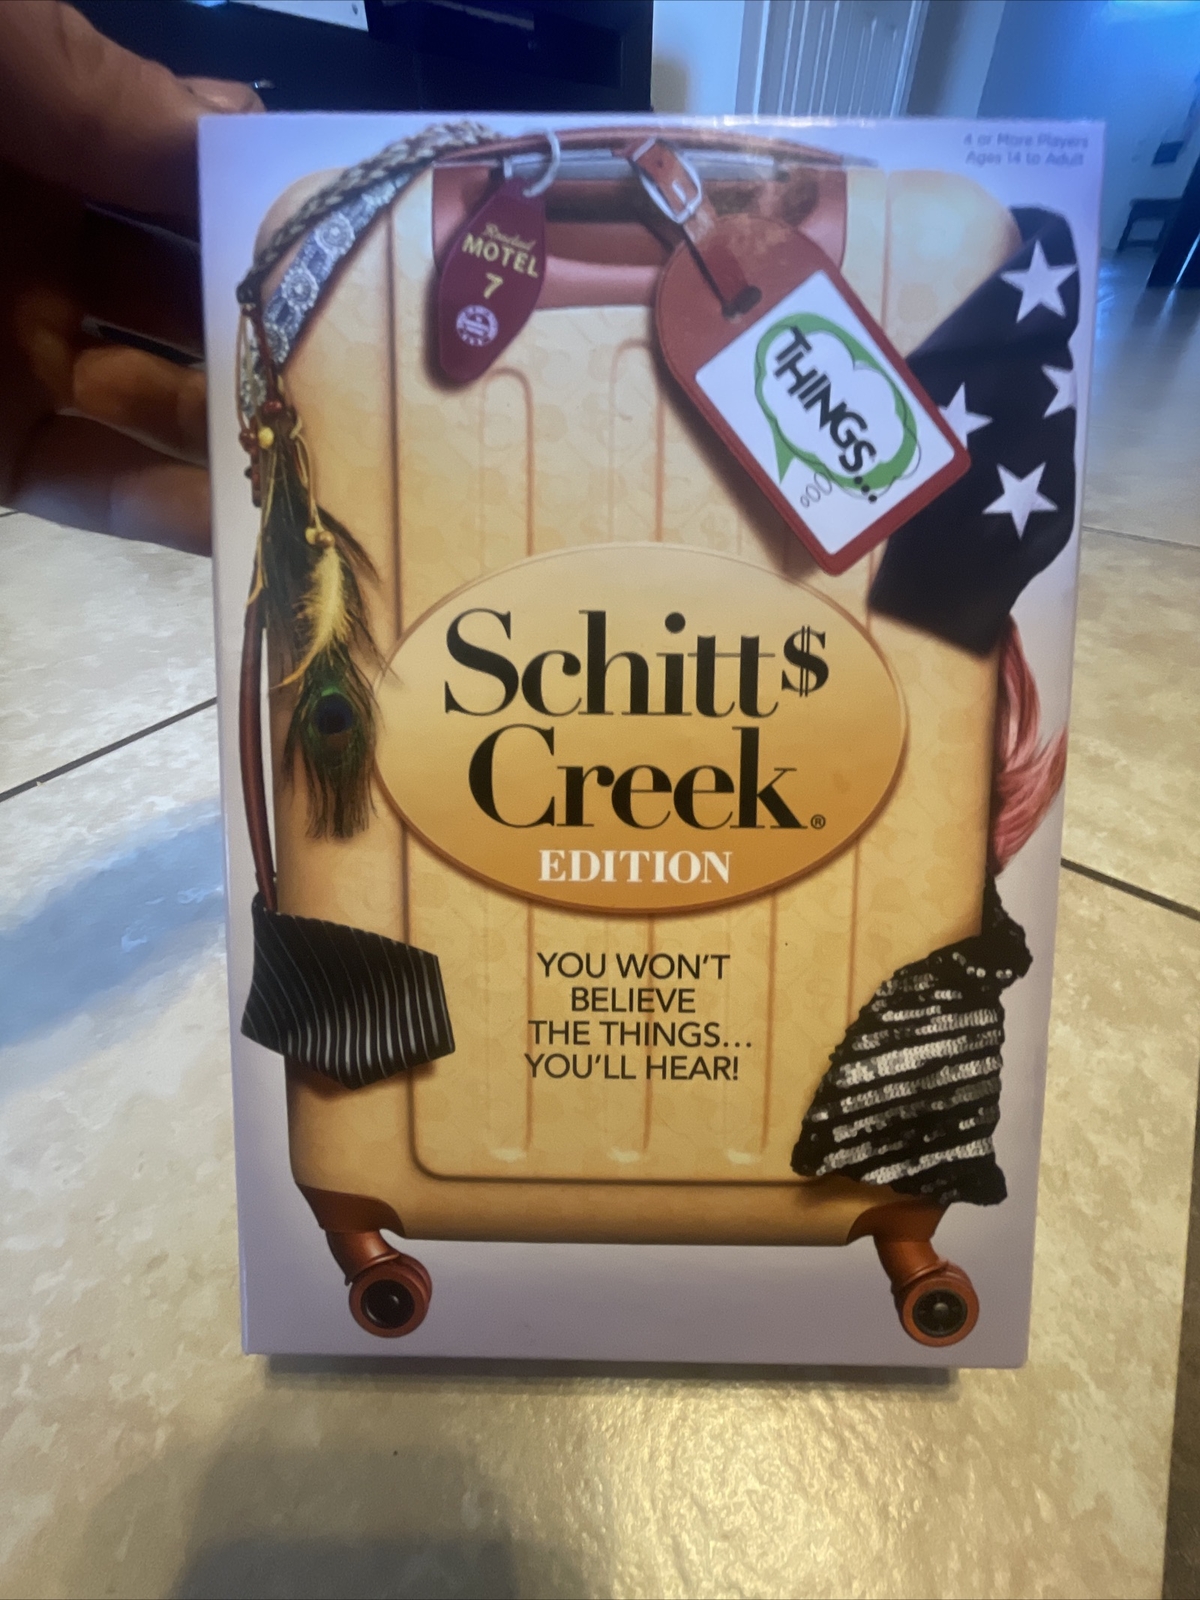 4 or More Players
Ages 14 to Adult
Rosebud
MOTEL
7
THINGS...
Schitt$
Creek®
EDITION
YOU WON'T
BELIEVE
THE THINGS...
YOU'LL HEAR!